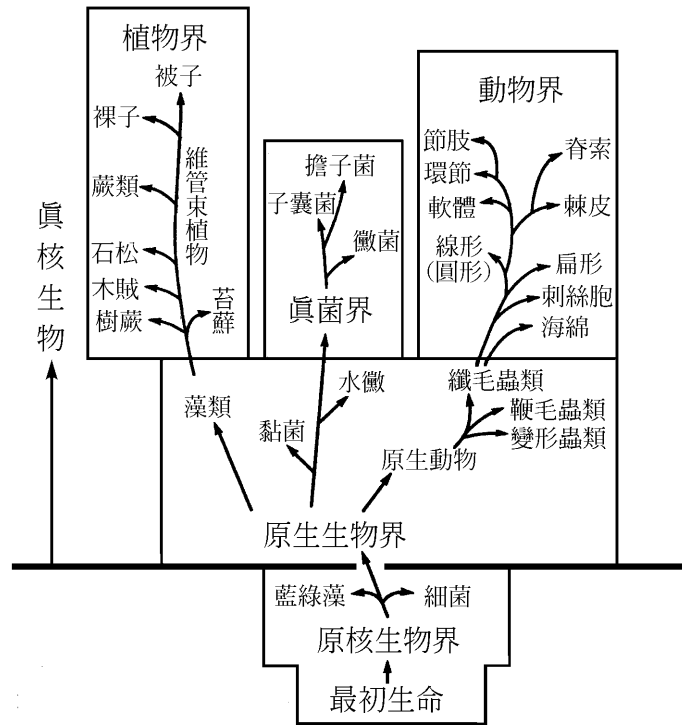 植物界
被子
裸子
維管束植物
蕨類
石松
木賊
樹蕨
苔蘚
藻類
擔子菌
子囊菌
黴菌
眞菌界
水黴
黏菌
動物界
節肢
環節
軟體
線形
(圓形)
脊索
棘皮
扁形
刺絲胞
海綿
纖毛蟲類
鞭毛蟲類
變形蟲類
原生動物
眞核生物
原生生物界
藍綠藻
細菌
原核生物界
最初生命